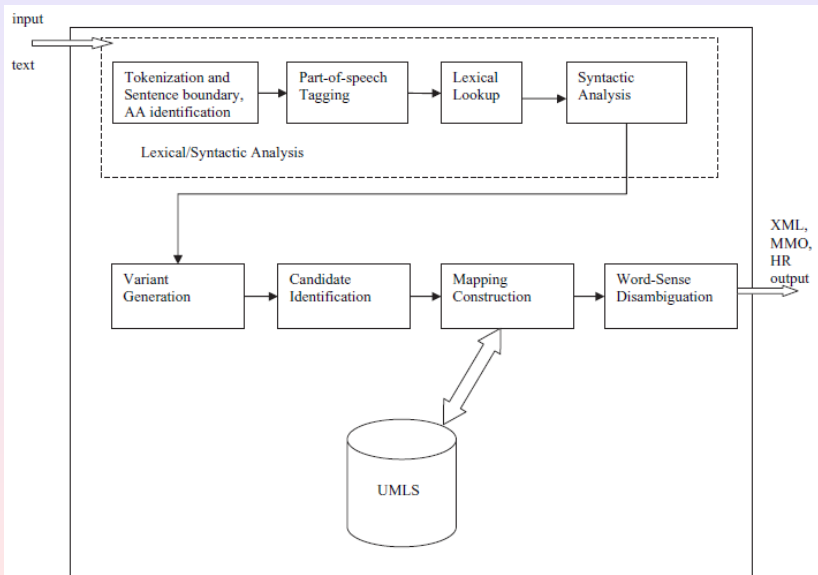 input
text
Tokenization and
Sentence boundary,
AA identification
Part-of-speech
Tagging
Lexical
Lookup
Syntactic
Analysis
Lexical/Syntactic Analysis
Variant
Generation
Candidate
Identification
Mapping
Construction
Word-Sense
Disambiguation
XML,
MMO,
HR
output
UMLS